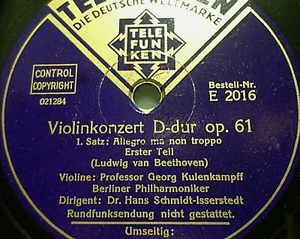 TELEFUNKEN
DIE DEUTSCHE WELTMARKE
TELE
FUN
KEN
CONTROL
COPYRIGHT
021284
Bestell-Nr.
E 2016
Violinkonzert D-dur op. 61
1. Satz: Allegro ma non troppo
Erster Teil
(Ludwig van Beethoven)
Violine: Professor Georg Kulenkampff
Berliner Philharmoniker
Dirigent: Dr. Hans Schmidt-Isserstedt
Rundfunksendung nicht gestattet.
Umseitig: